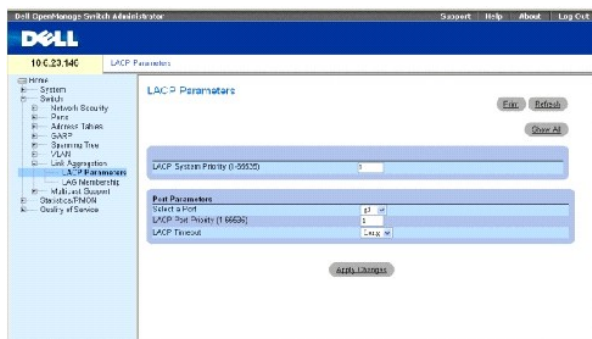 Dell OpenManage Switch Administrator
Support Help About Log Out
DELL
10.6.23.146
LACP Parameters
Home
System
Switch
Network Security
Ports
Address Tables
GARP
Spanning Tree
VLAN
Link Aggregation
LACP Parameters
LAG Membership
Multicast Support
Statistics/RMON
Quality of Service
LACP Parameters
Print Refresh
Show All
LACP System Priority (1-65535) 1
Port Parameters
Select a Port g1
LACP Port Priority (1-65535) 1
LACP Timeout Long
Apply Changes